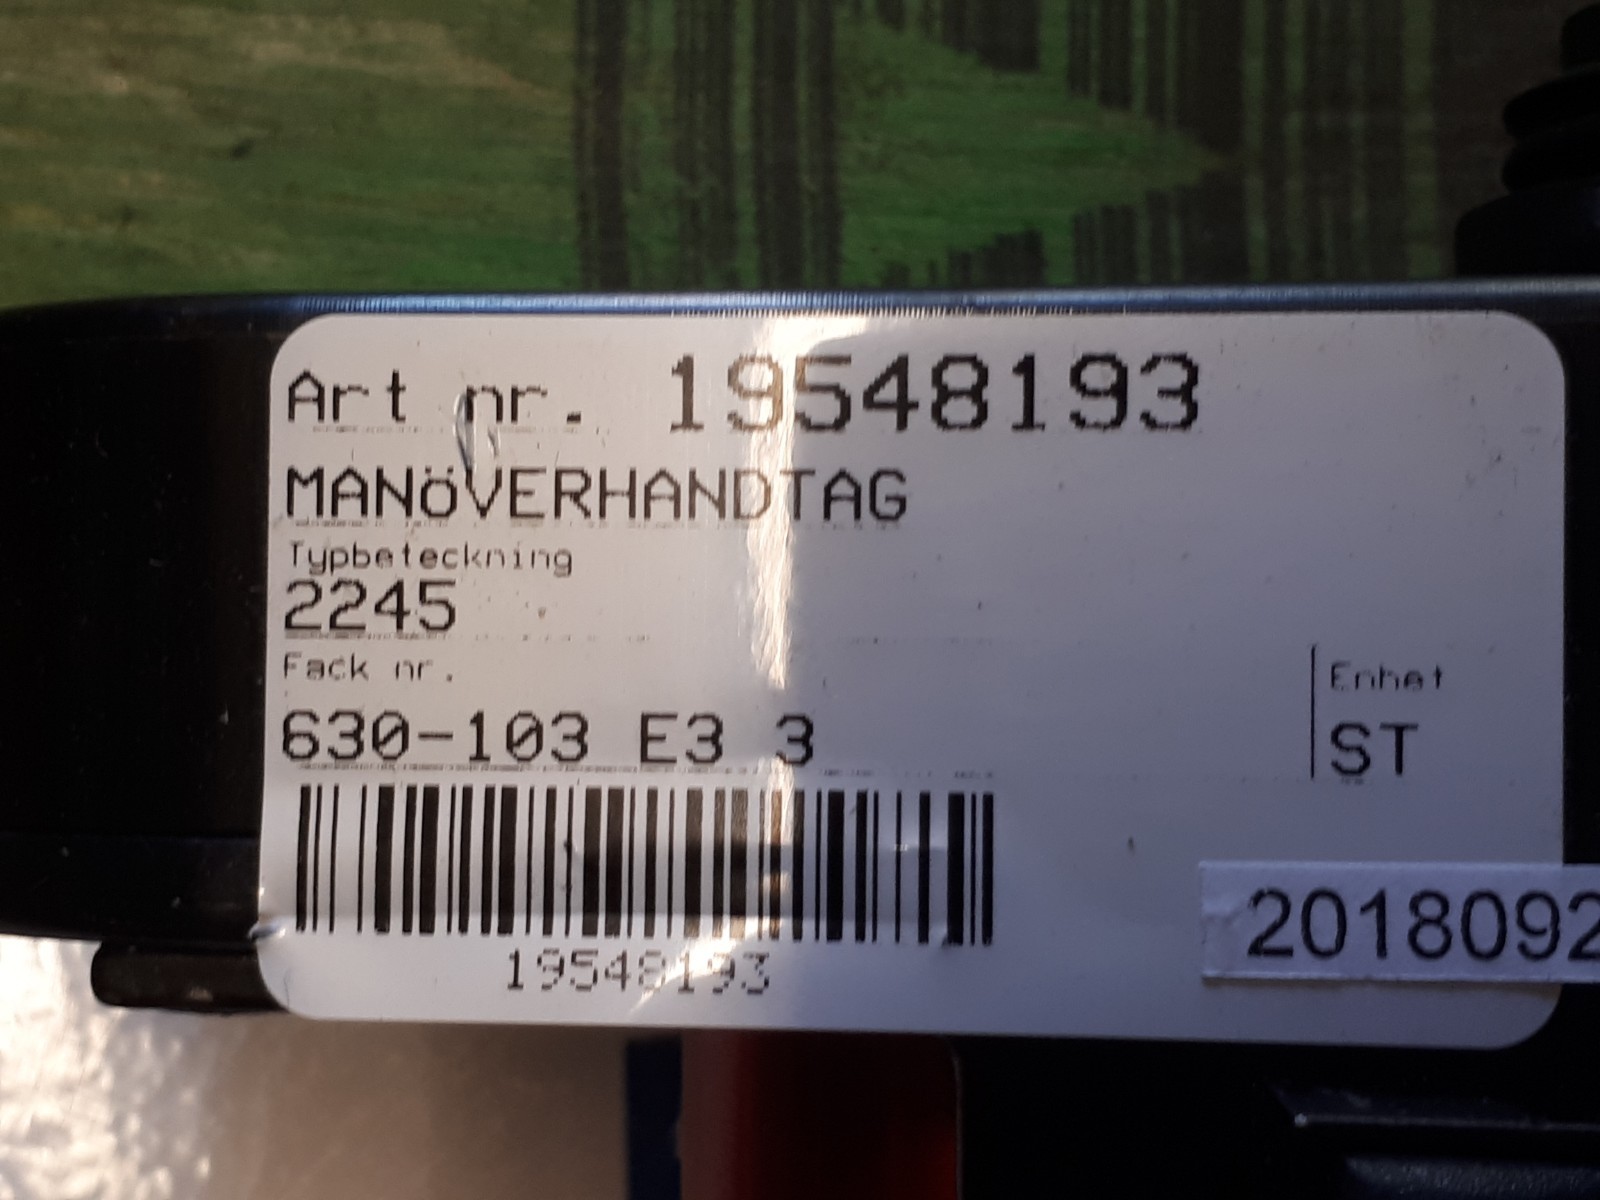 Art nr. 19548193
MANöVERHANDTAG
Typbeteckning
2245
Fack nr.
Enhet
630-103 E3 3
ST
2018092
19548193